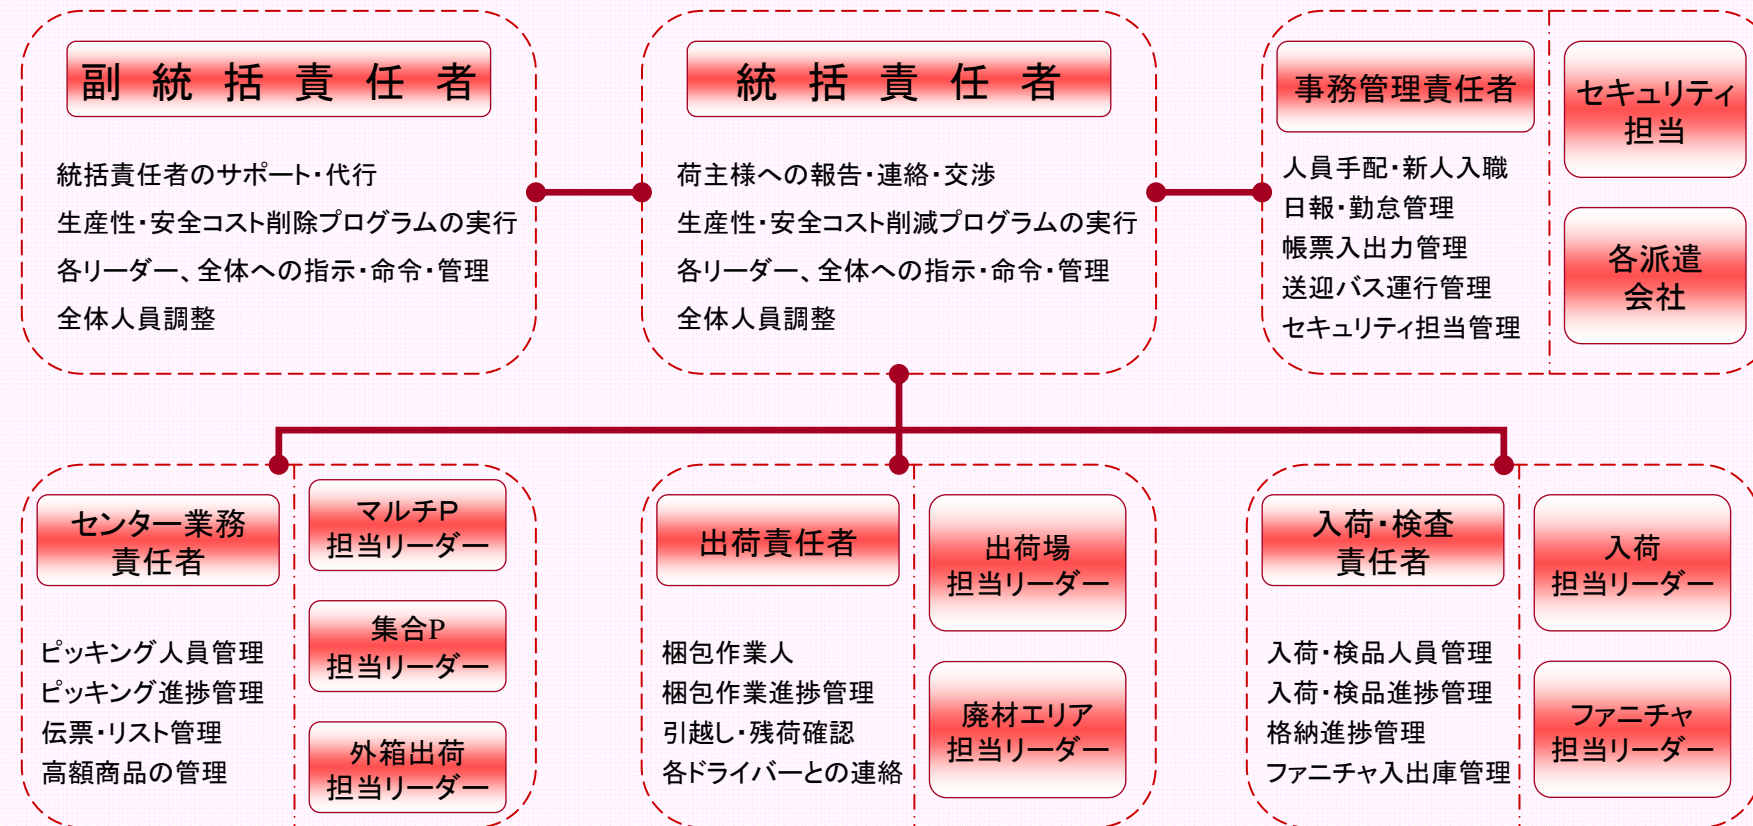 副統括責任者
統括責任者のサポート・代行
生産性・安全コスト削除プログラムの実行
各リーダー、全体への指示・命令・管理
全体人員調整
統括責任者
荷主様への報告・連絡・交渉
生産性・安全コスト削減プログラムの実行
各リーダー、全体への指示・命令・管理
全体人員調整
事務管理責任者
人員手配・新人入職
日報・勤怠管理
帳票入出力管理
送迎バス運行管理
セキュリティ担当管理
セキュリティ
担当
各派遣
会社
センター業務
責任者
ピッキング人員管理
ピッキング進捗管理
伝票・リスト管理
高額商品の管理
マルチP
担当リーダー
集合P
担当リーダー
外箱出荷
担当リーダー
出荷責任者
梱包作業人
梱包作業進捗管理
引越し・残荷確認
各ドライバーとの連絡
出荷場
担当リーダー
廃材エリア
担当リーダー
入荷・検査
責任者
入荷・検品人員管理
入荷・検品進捗管理
格納進捗管理
ファニチャ入出庫管理
入荷
担当リーダー
ファニチャ
担当リーダー